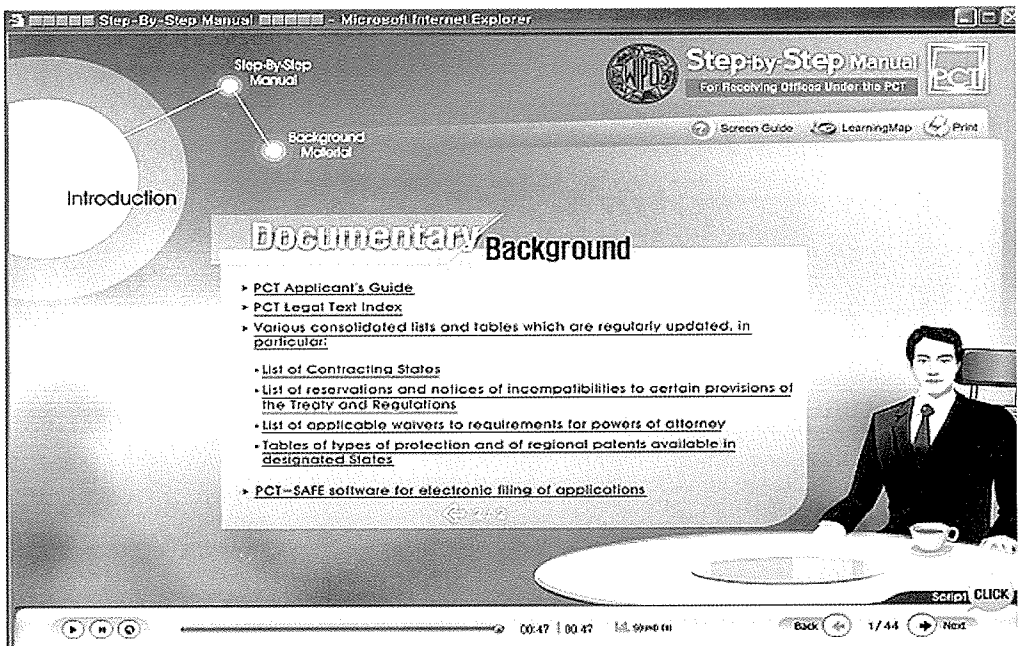 Step-By-Step Manual - Microsoft Internet Explorer
Step-By-Step
Manual
Background
Material
Introduction
WIPO
Step-by-Step Manual
For Receiving Offices Under the PCT
PCT
Screen Guide LearningMap Print
Documentary Background
PCT Applicant's Guide
PCT Legal Text Index
Various consolidated lists and tables which are regularly updated, in
particular:
List of Contracting States
List of reservations and notices of incompatibilities to certain provisions of
the Treaty and Regulations
List of applicable waivers to requirements for powers of attorney
Tables of types of protection and of regional patents available in
designated States
PCT-SAFE software for electronic filing of applications
Script CLICK
00:47 | 00:47 Back 1/44 Next